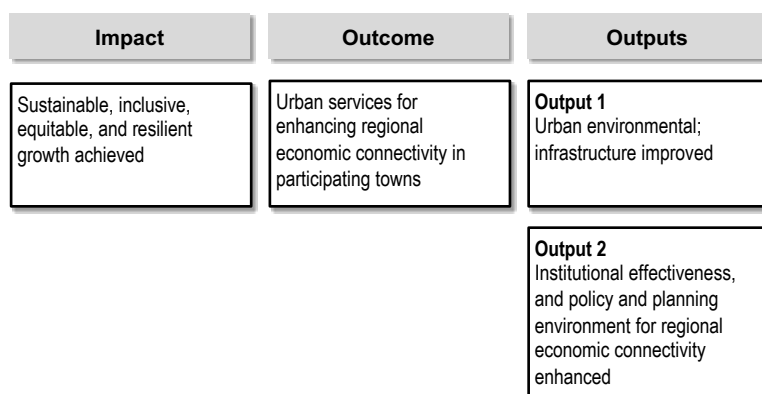 Impact
Outcome
Outputs
Sustainable, inclusive,
equitable, and resilient
growth achieved
Urban services for
enhancing regional
economic connectivity in
participating towns
Output 1
Urban environmental;
infrastructure improved
Output 2
Institutional effectiveness,
and policy and planning
environment for regional
economic connectivity
enhanced